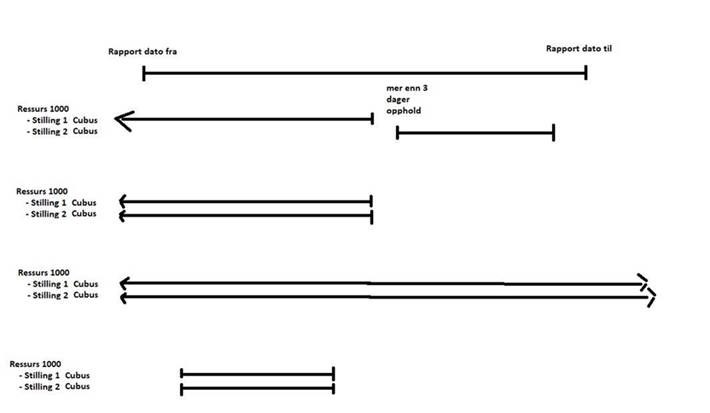 Rapport dato fra
Rapport dato til
mer enn 3
dager
opphold
Ressurs 1000
- Stilling 1 Cubus
- Stilling 2 Cubus
Ressurs 1000
- Stilling 1 Cubus
- Stilling 2 Cubus
Ressurs 1000
- Stilling 1 Cubus
- Stilling 2 Cubus
Ressurs 1000
- Stilling 1 Cubus
- Stilling 2 Cubus